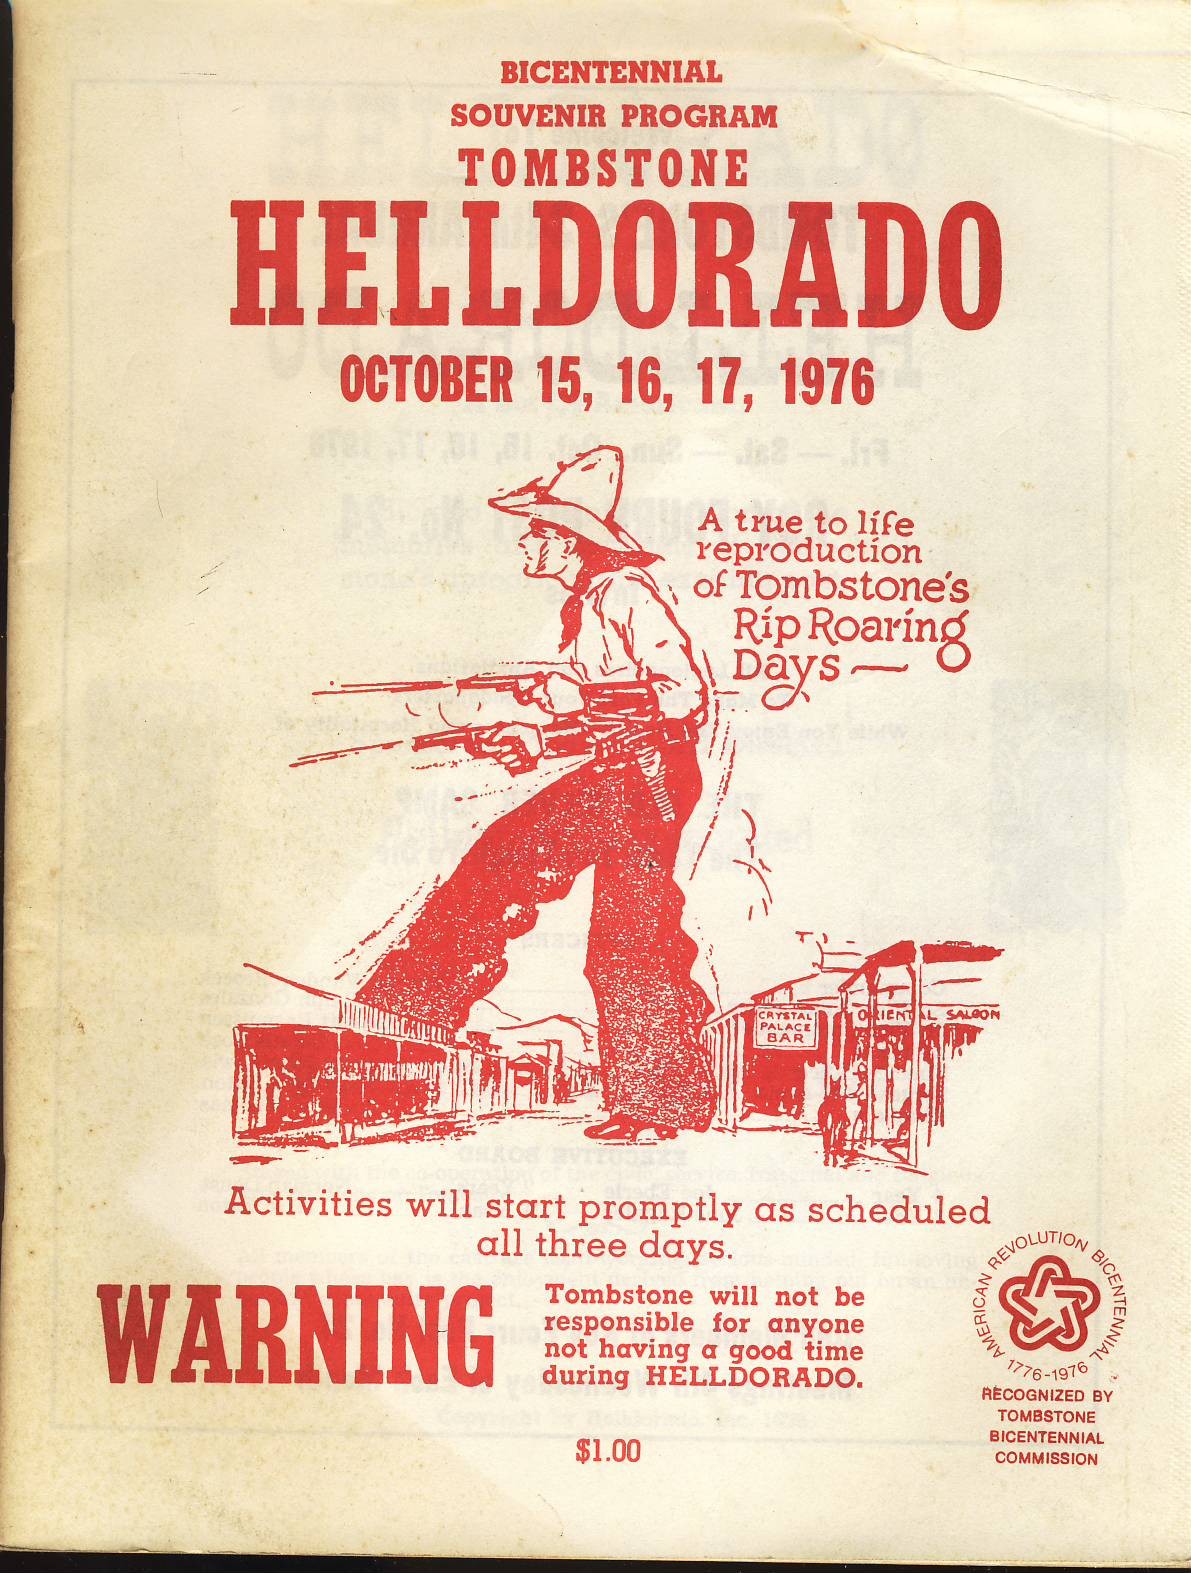 BICENTENNIAL
SOUVENIR PROGRAM
TOMBSTONE
HELLDORADO
OCTOBER 15, 16, 17, 1976
A true to life
reproduction
of Tombstone's
Rip Roaring
Days —
CRYSTAL
PALACE
BAR
ORIENTAL SALOON
Activities will start promptly as scheduled
all three days.
WARNING
Tombstone will not be
responsible for anyone
not having a good time
during HELLDORADO.
AMERICAN REVOLUTION BICENTENNIAL
1776-1976
RECOGNIZED BY
TOMBSTONE
BICENTENNIAL
COMMISSION
$1.00